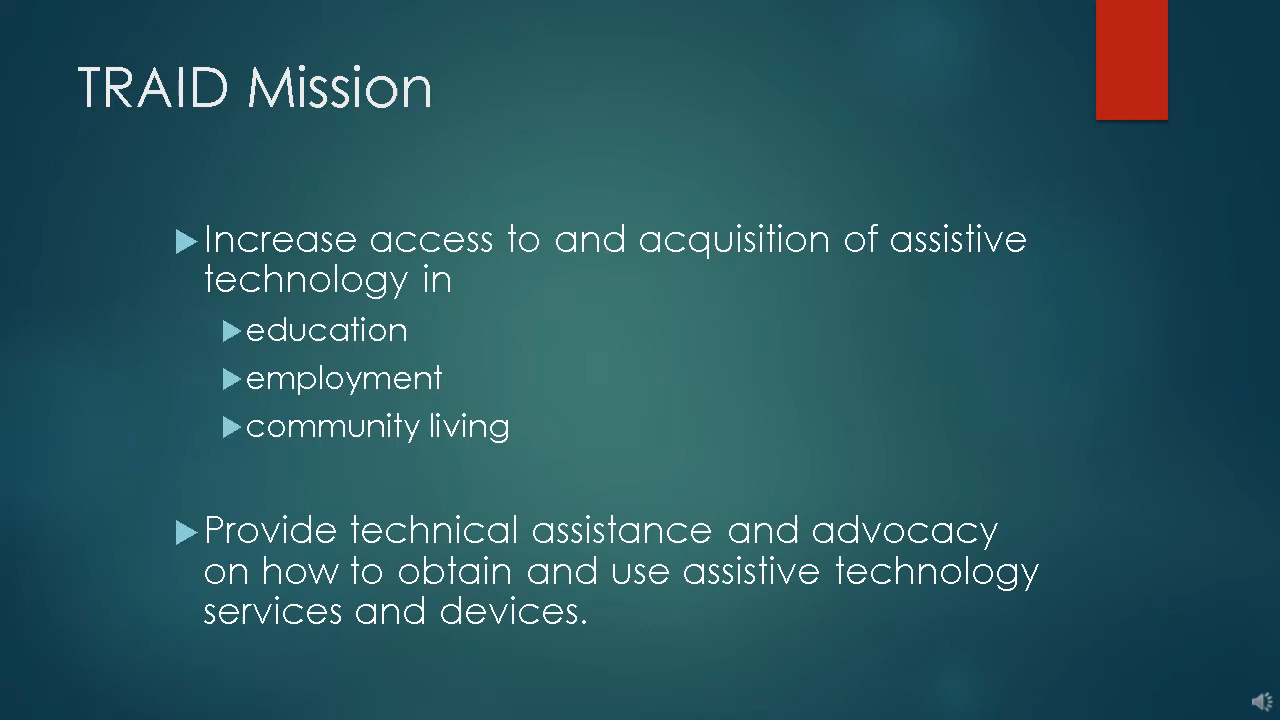 TRAID Mission
Increase access to and acquisition of assistive
technology in
education
employment
community living
Provide technical assistance and advocacy
on how to obtain and use assistive technology
services and devices.